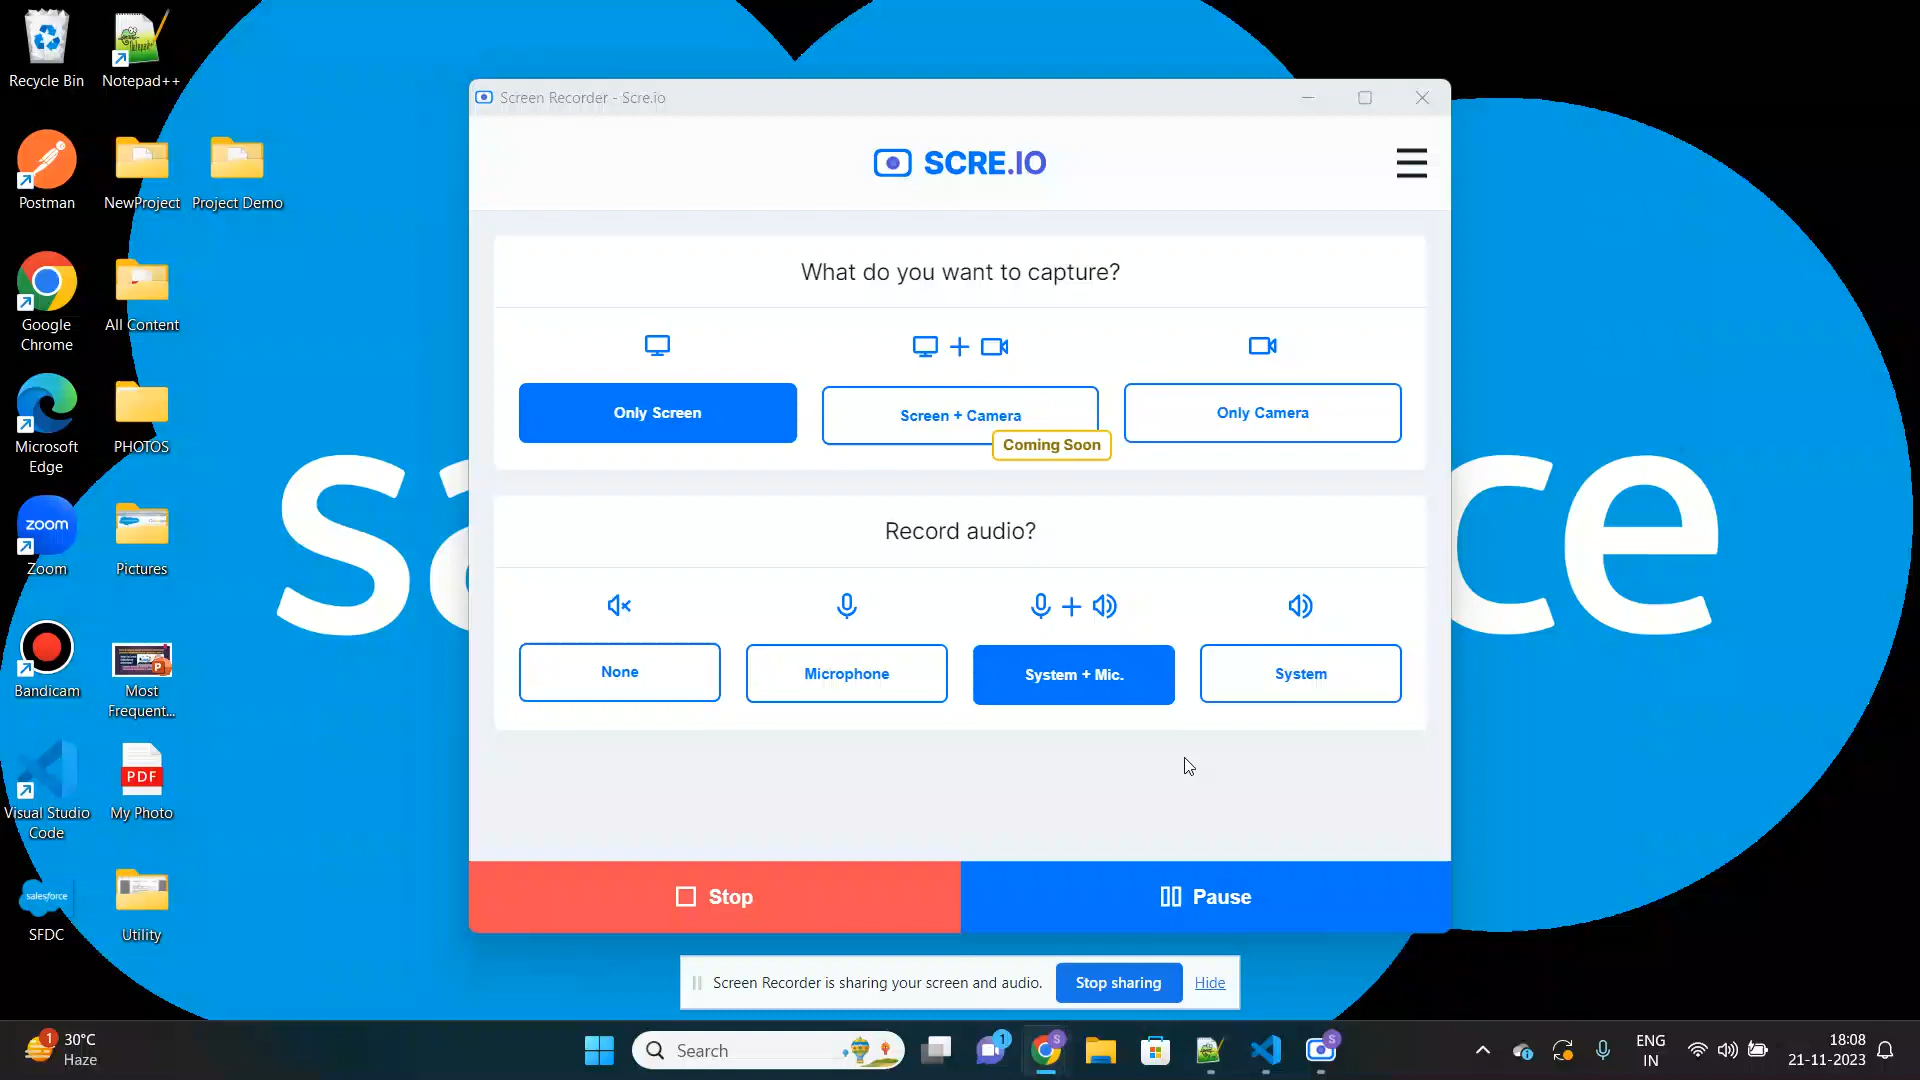 Recycle Bin
Notepad++
Postman
NewProject
Project Demo
Google
Chrome
All Content
Microsoft
Edge
PHOTOS
zoom
Zoom
Pictures
Bandicam
Most
Frequent...
Visual Studio
Code
PDF
My Photo
salesforce
SFDC
Utility
sa
ce
Screen Recorder - Scre.io
SCRE.IO
What do you want to capture?
Only Screen
Screen + Camera
Coming Soon
Only Camera
Record audio?
None
Microphone
System + Mic.
System
Stop
Pause
Screen Recorder is sharing your screen and audio.
Stop sharing
Hide
1
30°C
Haze
Search
1
S
S
ENG
IN
18:08
21-11-2023